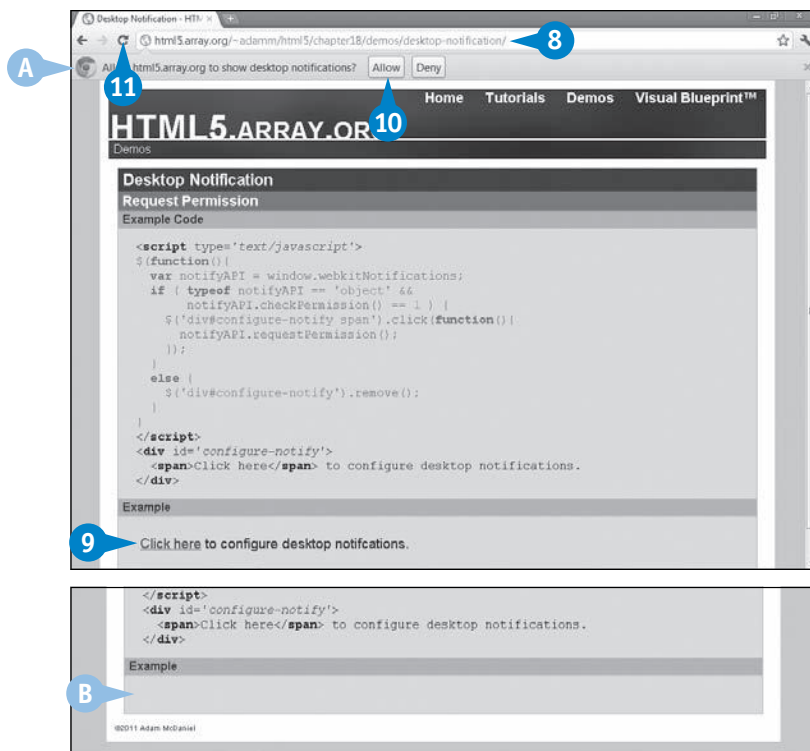 Desktop Notification - HTM
html5.array.org/~adamm/html5/chapter18/demos/desktop-notification/
8
A
html5.array.org to show desktop notifications? Allow Deny
11
10
Home Tutorials Demos Visual Blueprint™
HTML5.ARRAY.OR
Demos
Desktop Notification
Request Permission
Example Code
<script type='text/javascript'>
$(function(){
var notifyAPI = window.webkitNotifications;
if ( typeof notifyAPI == 'object' &&
notifyAPI.checkPermission() == 1 ) {
$('div#configure-notify span').click(function(){
notifyAPI.requestPermission();
});
}
else {
$('div#configure-notify').remove();
}
}
</script>
<div id='configure-notify'>
<span>Click here</span> to configure desktop notifications.
</div>
Example
9
Click here to configure desktop notifcations.
</script>
<div id='configure-notify'>
<span>Click here</span> to configure desktop notifications.
</div>
Example
B
©2011 Adam McDaniel